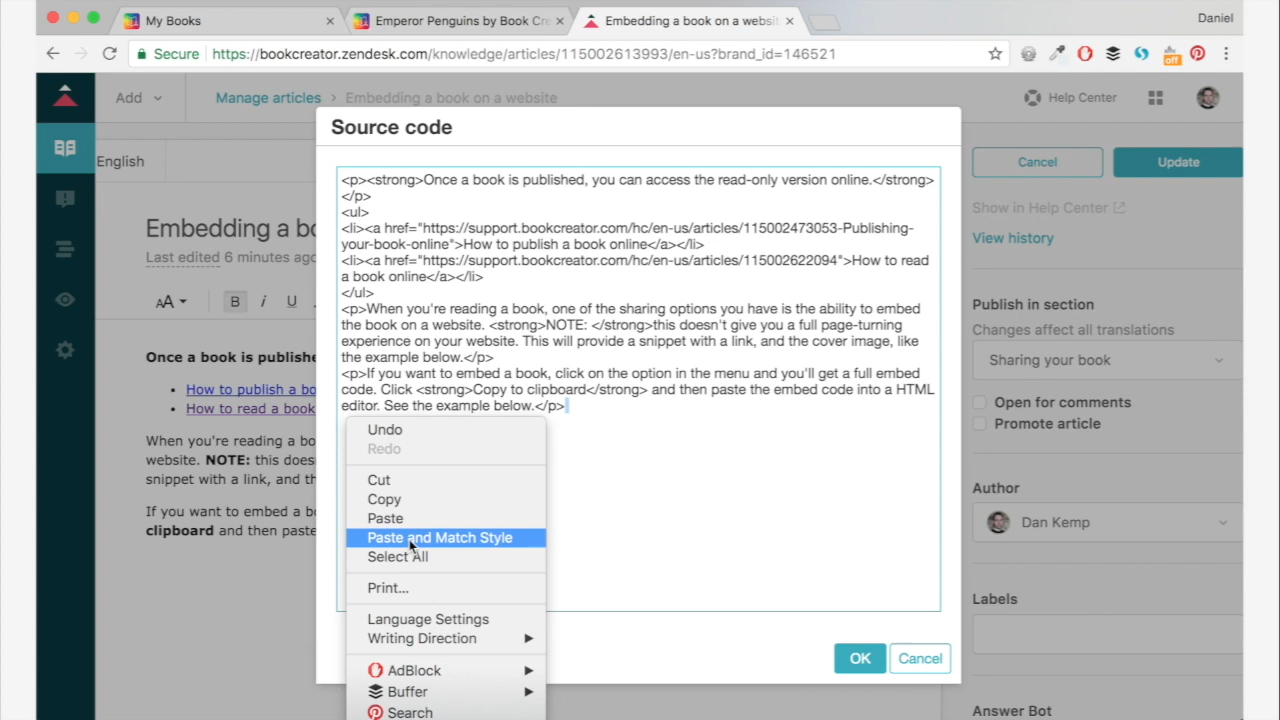 My Books
Emperor Penguins by Book Cre
Embedding a book on a websi
Daniel
Secure
https://bookcreator.zendesk.com/knowledge/articles/115002613993/en-us?brand_id=146521
off
Add
Manage articles
Embedding a book on a website
Help Center
Source code
English
Cancel
Update
<p><strong>Once a book is published, you can access the read-only version online.</strong>
</p>
<ul>
<li><a href="https://support.bookcreator.com/hc/en-us/articles/115002473053-Publishing-
your-book-online">How to publish a book online</a></li>
<li><a href="https://support.bookcreator.com/hc/en-us/articles/115002622094">How to read
a book online</a></li>
</ul>
<p>When you're reading a book, one of the sharing options you have is the ability to embed
the book on a website. <strong>NOTE: </strong>this doesn't give you a full page-turning
experience on your website. This will provide a snippet with a link, and the cover image, like
the example below.</p>
<p>If you want to embed a book, click on the option in the menu and you'll get a full embed
code. Click <strong>Copy to clipboard</strong> and then paste the embed code into a HTML
editor. See the example below.</p>
Show in Help Center
View history
Embedding a bo
Last edited 6 minutes ago
AA
B
i
U
Once a book is publishe
How to publish a bo
How to read a book
When you're reading a bo
website. NOTE: this does
snippet with a link, and th
If you want to embed a bo
clipboard and then paste
Publish in section
Changes affect all translations
Sharing your book
Open for comments
Promote article
Author
Dan Kemp
Labels
Answer Bot
Undo
Redo
Cut
Copy
Paste
Paste and Match Style
Select All
Print...
Language Settings
Writing Direction
AdBlock
Buffer
Search
OK
Cancel